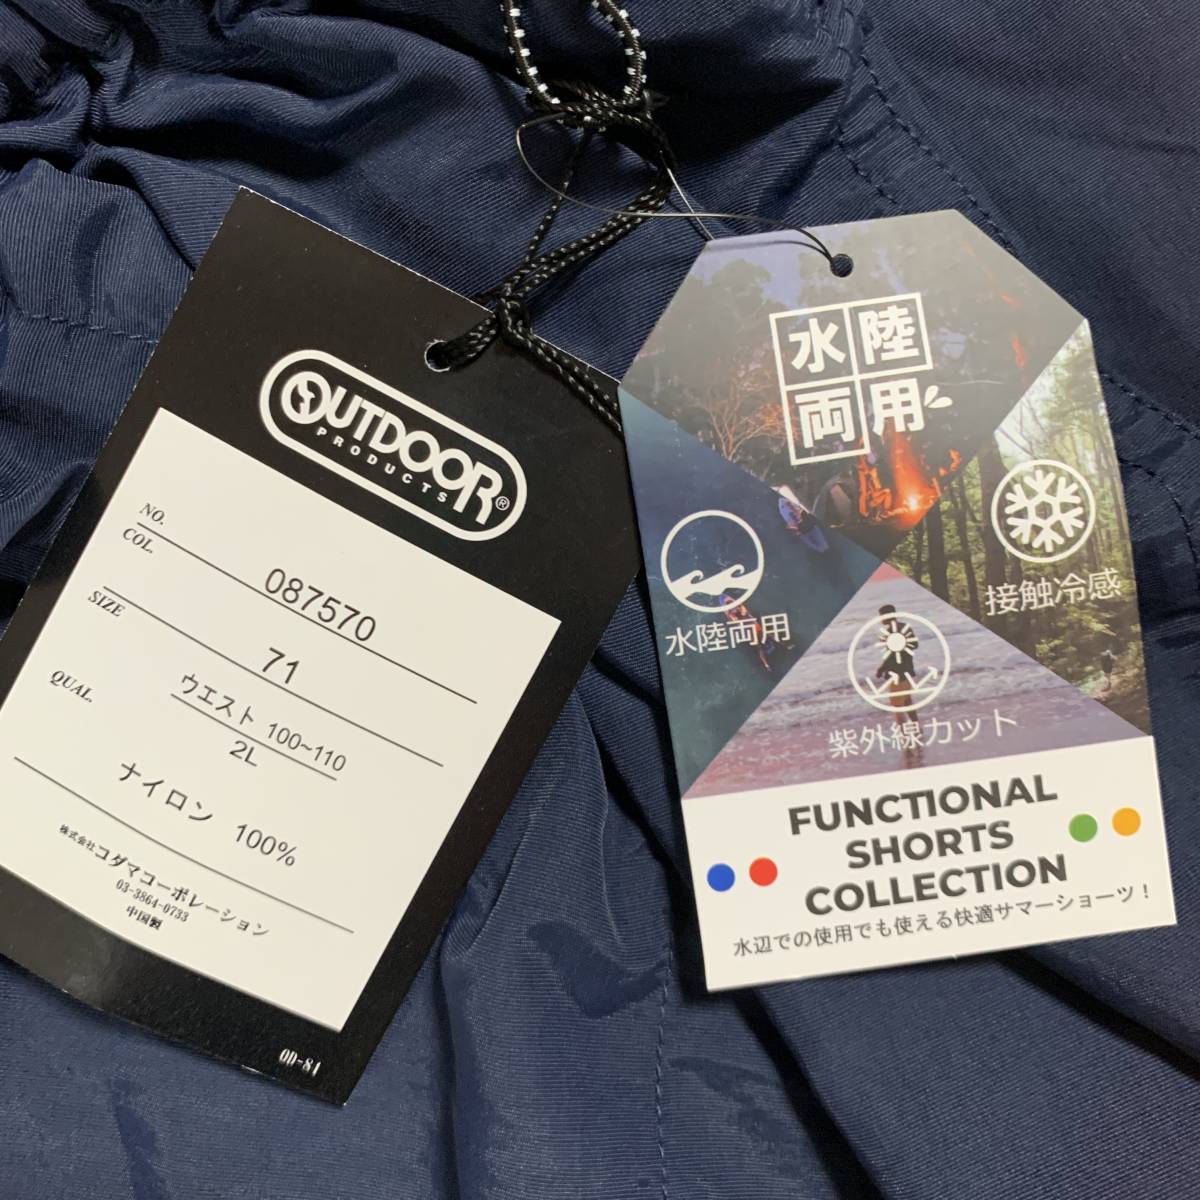 OUTDOOR®
PRODUCTS
NO. 087570
COL. 71
SIZE ウエスト 100~110
2L
QUAL. ナイロン 100%
株式会社コダマコーポレーション
03-3864-0733
中国製
OD-84
水陸
両用
水陸両用
接触冷感
紫外線カット
FUNCTIONAL
SHORTS
COLLECTION
水辺での使用でも使える快適サマーショーツ！